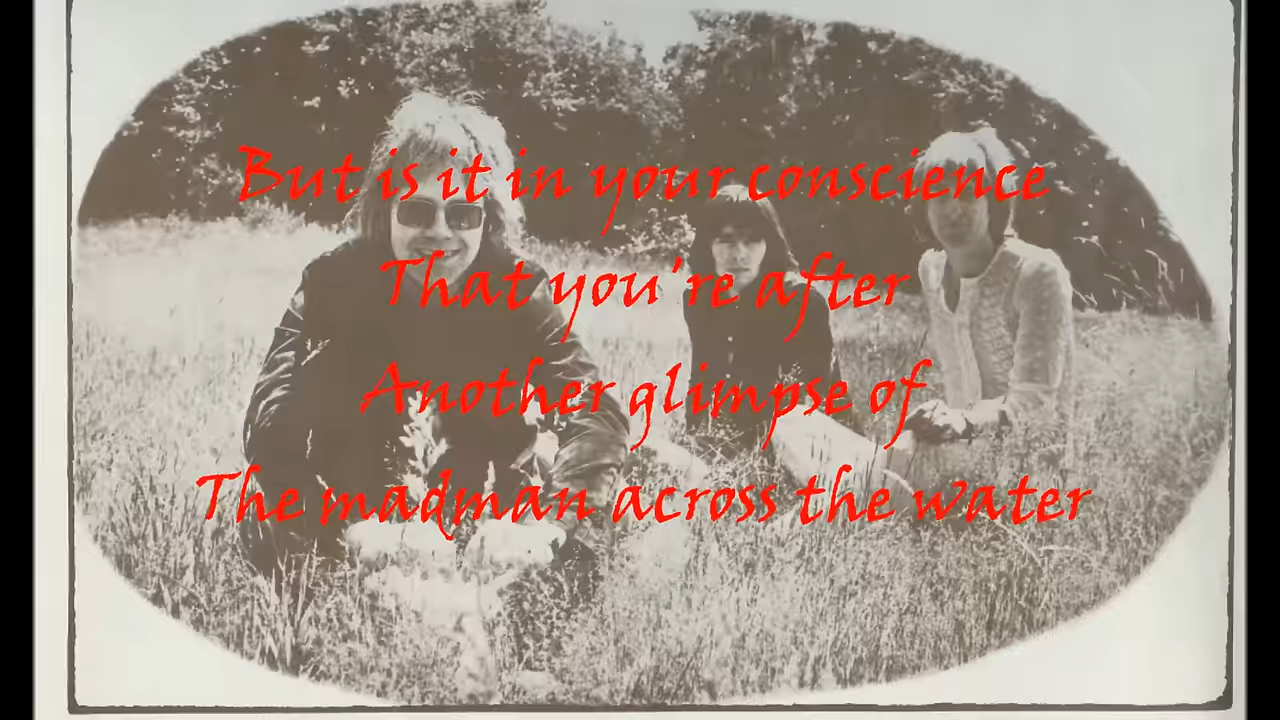 But is it in your conscience
That you're after
Another glimpse of
The madman across the water